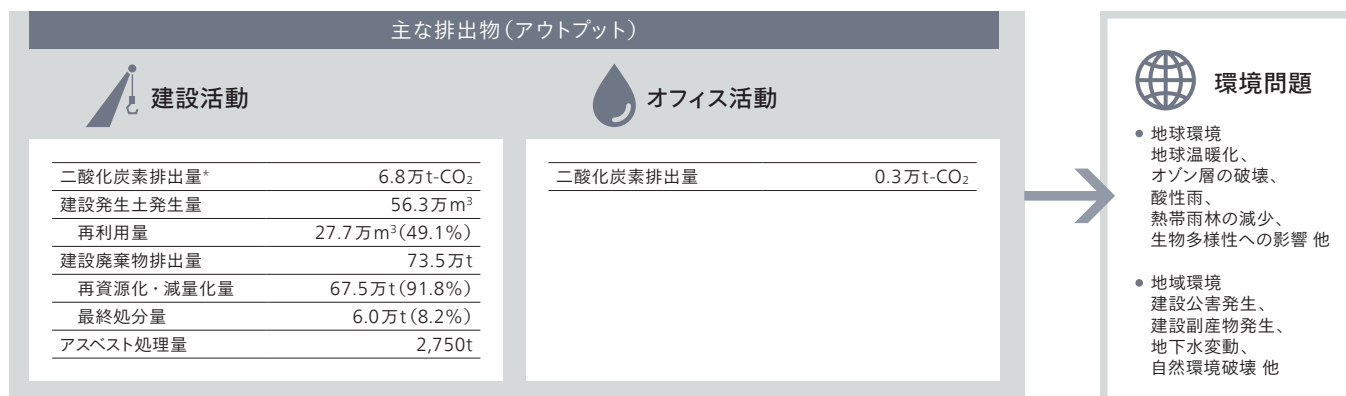 主な排出物（アウトプット）
建設活動
二酸化炭素排出量* 6.8万t-CO₂
建設発生土発生量 56.3万m³
再利用量 27.7万m³(49.1%)
建設廃棄物排出量 73.5万t
再資源化・減量化量 67.5万t(91.8%)
最終処分量 6.0万t(8.2%)
アスベスト処理量 2,750t
オフィス活動
二酸化炭素排出量 0.3万t-CO₂
環境問題
● 地球環境
地球温暖化、
オゾン層の破壊、
酸性雨、
熱帯雨林の減少、
生物多様性への影響 他
● 地域環境
建設公害発生、
建設副産物発生、
地下水変動、
自然環境破壊 他